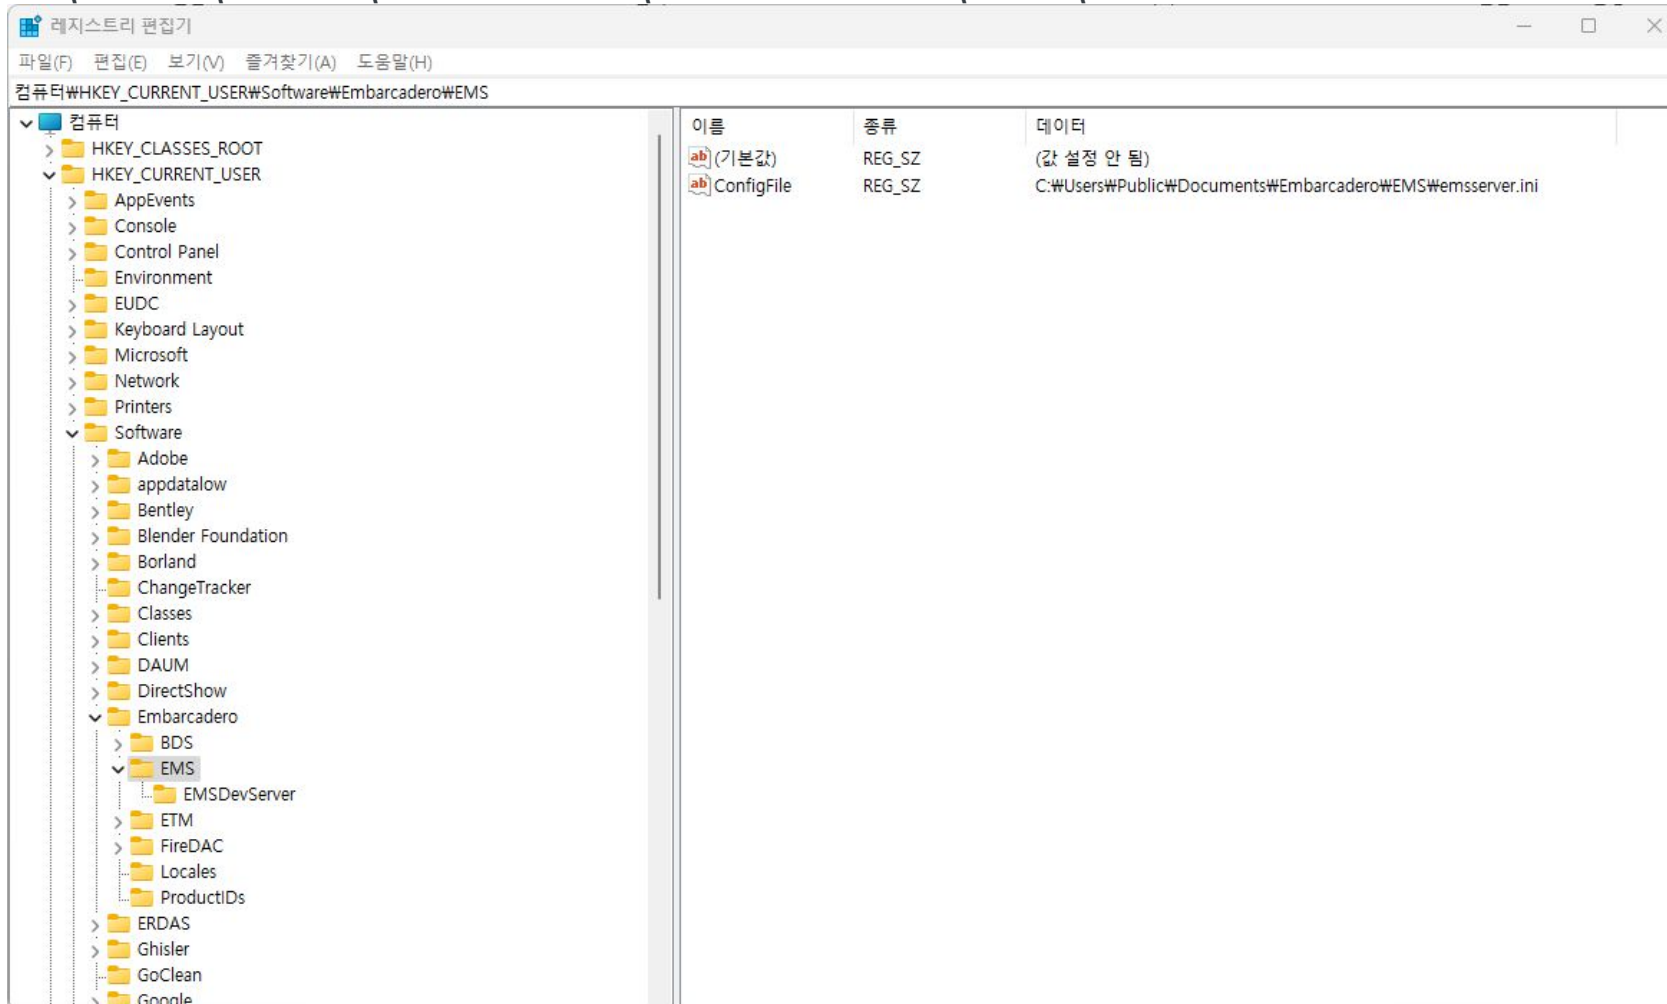 레지스트리 편집기
파일(F) 편집(E) 보기(V) 즐겨찾기(A) 도움말(H)
컴퓨터₩HKEY_CURRENT_USER₩Software₩Embarcadero₩EMS
컴퓨터
HKEY_CLASSES_ROOT
HKEY_CURRENT_USER
AppEvents
Console
Control Panel
Environment
EUDC
Keyboard Layout
Microsoft
Network
Printers
Software
Adobe
appdatalow
Bentley
Blender Foundation
Borland
ChangeTracker
Classes
Clients
DAUM
DirectShow
Embarcadero
BDS
EMS
EMSDevServer
ETM
FireDAC
Locales
ProductIDs
ERDAS
Ghisler
GoClean
Google
이름 종류 데이터
ab (기본값) REG_SZ (값 설정 안 됨)
ab ConfigFile REG_SZ C:₩Users₩Public₩Documents₩Embarcadero₩EMS₩emsserver.ini